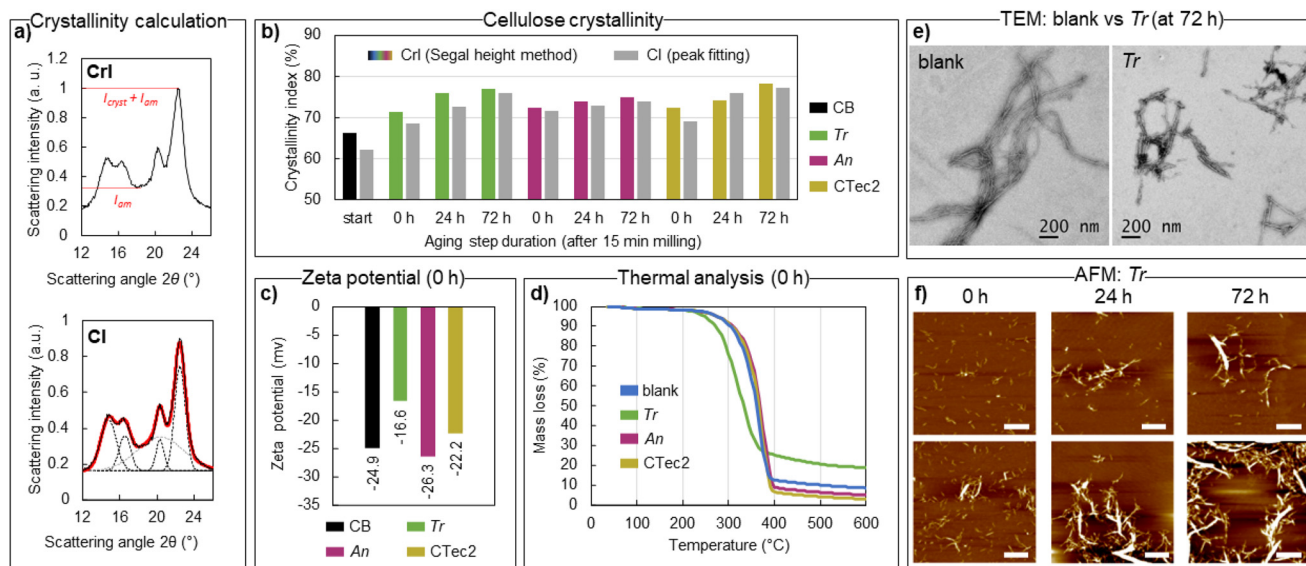 Crystallinity calculation
a)
CrI
Scattering intensity (a. u.)
1.2
1
0.8
0.6
0.4
0.2
0
I_cryst + I_am
I_am
12 16 20 24
Scattering angle 2θ (°)
CI
Scattering intensity (a.u.)
1
0.8
0.6
0.4
0.2
0
12 16 20 24
Scattering angle 2θ (°)
Cellulose crystallinity
b)
Crystallinity index (%)
90
80
70
60
50
CrI (Segal height method)
CI (peak fitting)
CB
Tr
An
CTec2
start 0 h 24 h 72 h 0 h 24 h 72 h 0 h 24 h 72 h
Aging step duration (after 15 min milling)
Zeta potential (0 h)
c)
Zeta potential (mv)
0
-5
-10
-15
-20
-25
-30
-35
-24.9
-16.6
-26.3
-22.2
CB
Tr
An
CTec2
Thermal analysis (0 h)
d)
Mass loss (%)
100
90
80
70
60
50
40
30
20
10
0
blank
Tr
An
CTec2
0 100 200 300 400 500 600
Temperature (°C)
TEM: blank vs Tr (at 72 h)
e)
blank
200 nm
Tr
200 nm
AFM: Tr
f)
0 h
24 h
72 h